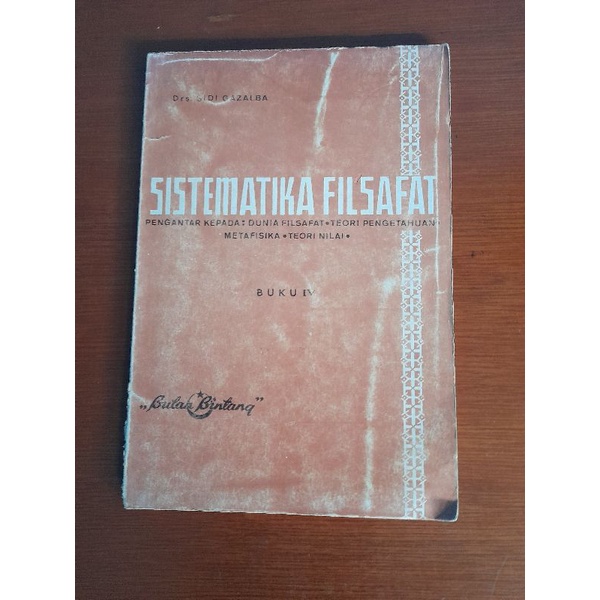 Drs. SIDI GAZALBA
SISTEMATIKA FILSAFAT
PENGANTAR KEPADA: DUNIA FILSAFAT • TEORI PENGETAHUAN •
METAFISIKA • TEORI NILAI •
BUKU IV
„Bulan Bintang”